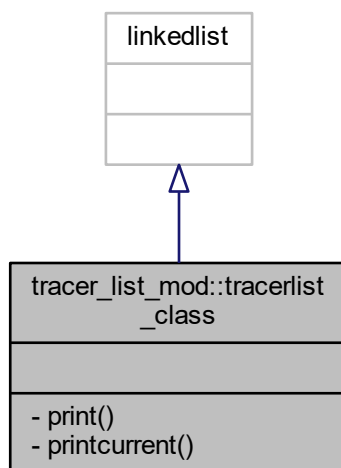 linkedlist
tracer_list_mod::tracerlist
_class
- print()
- printcurrent()